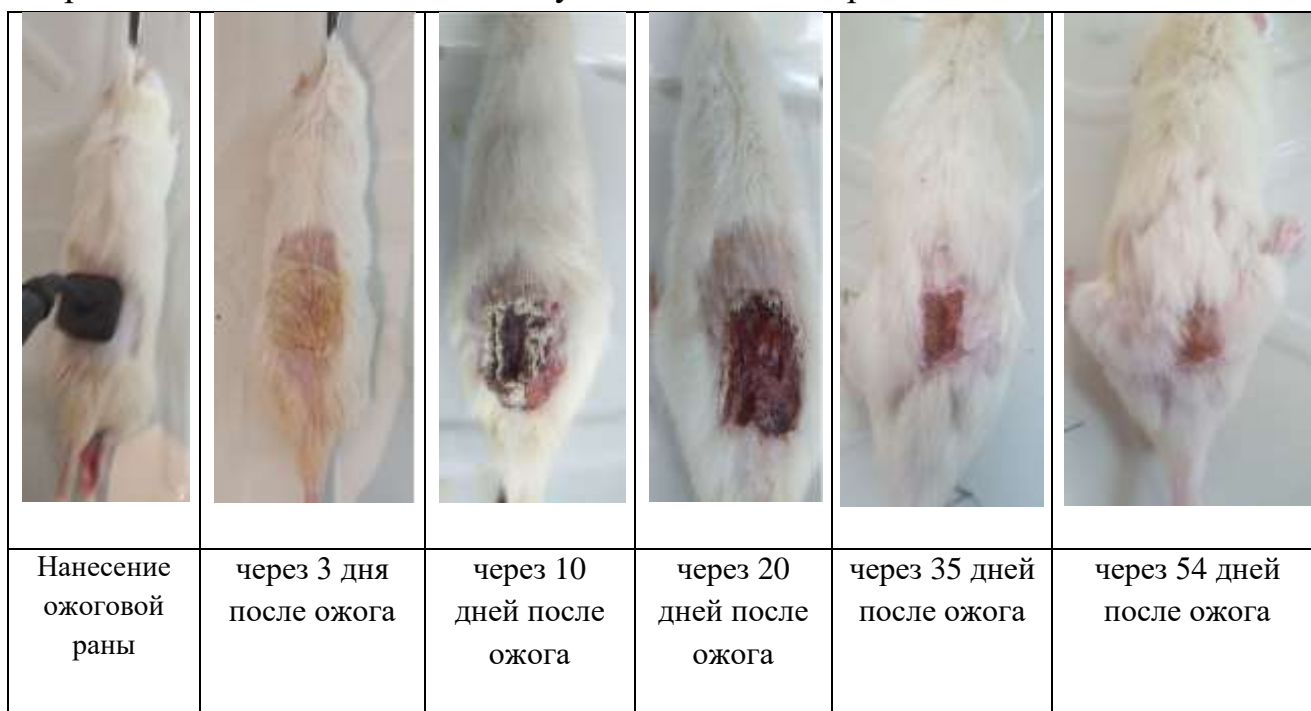 Нанесение
ожоговой
раны
через 3 дня
после ожога
через 10
дней после
ожога
через 20
дней после
ожога
через 35 дней
после ожога
через 54 дней
после ожога